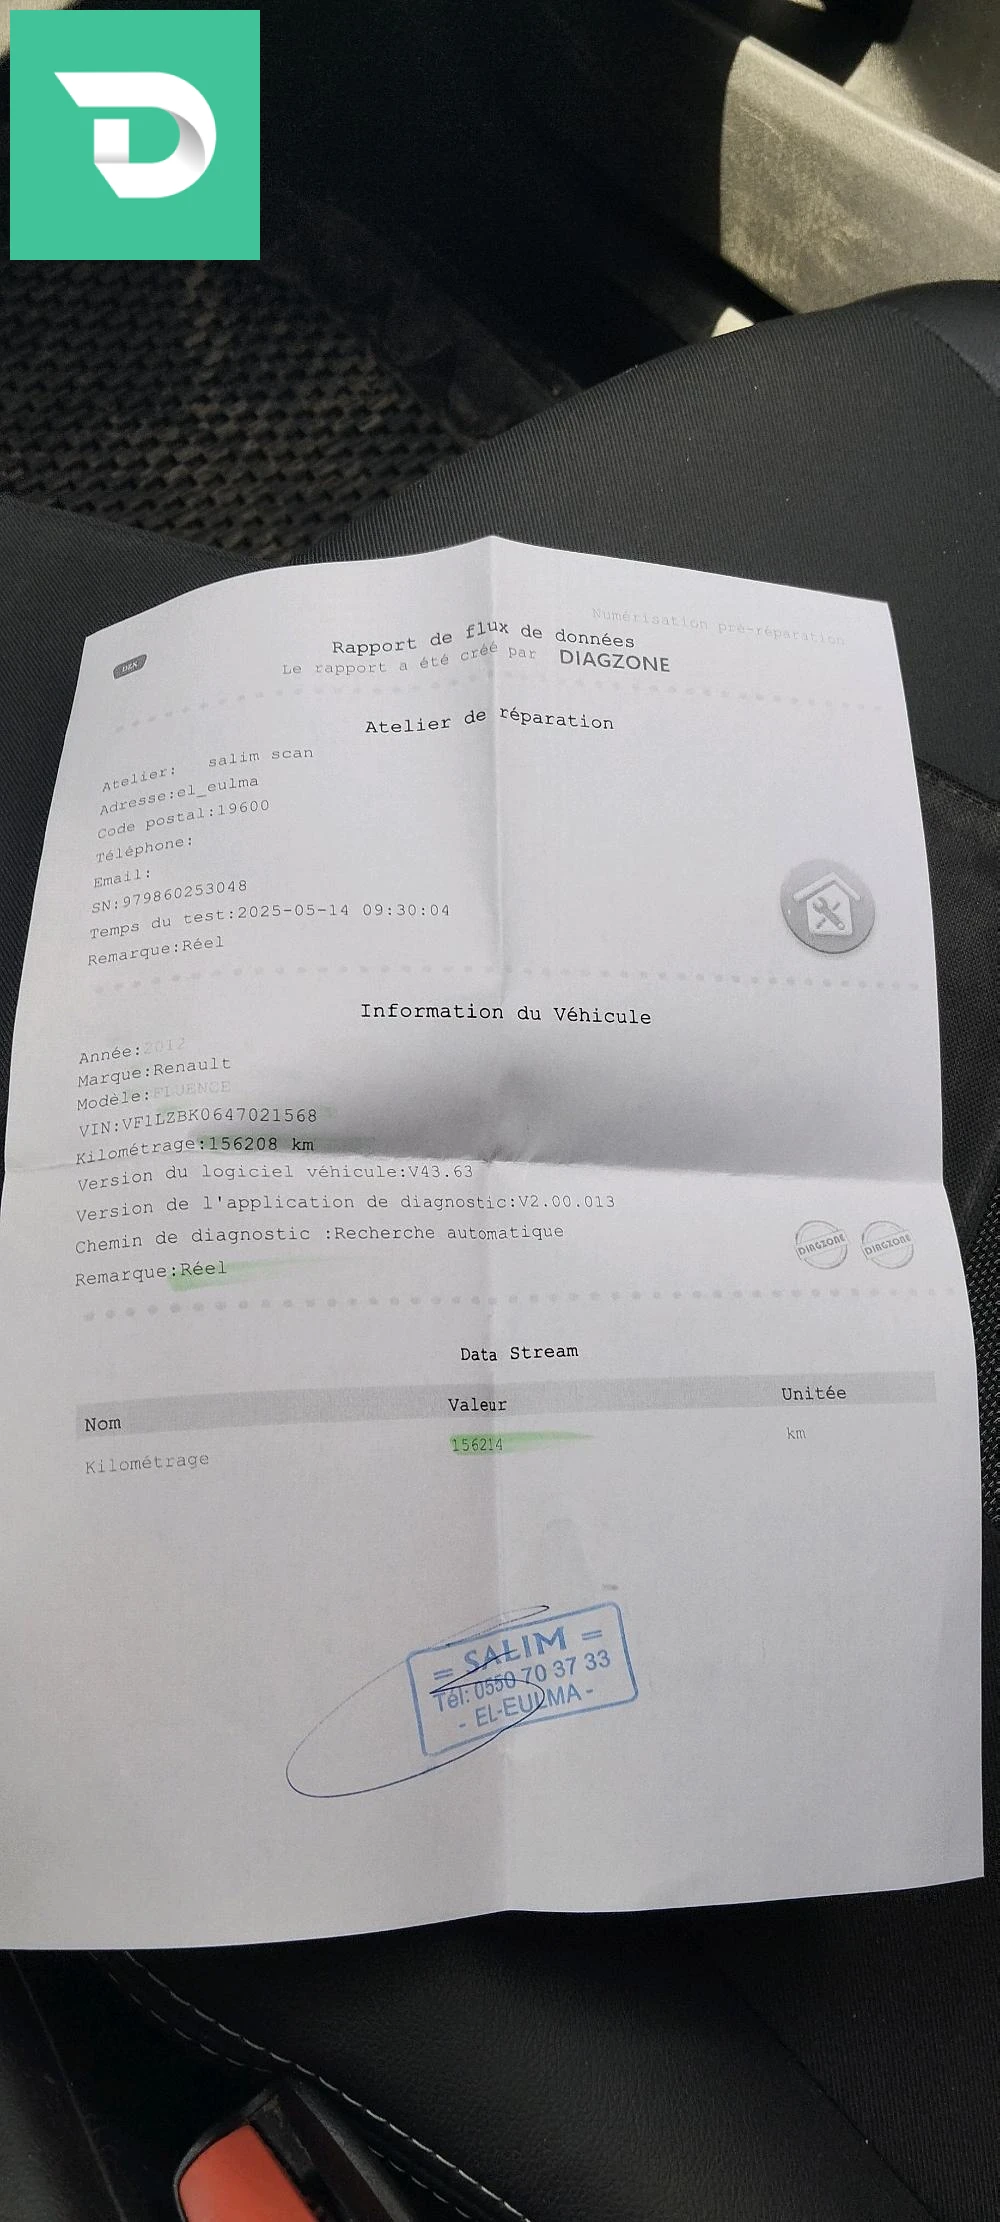 Numérisation pré-réparation
DZN
Rapport de flux de données
Le rapport a été créé par DIAGZONE
Atelier de réparation
Atelier: salim scan
Adresse:el_eulma
Code postal:19600
Téléphone:
Email:
SN:979860253048
Temps du test:2025-05-14 09:30:04
Remarque:Réel
Information du Véhicule
Année:2012
Marque:Renault
Modèle:FLUENCE
VIN:VF1LZBK0647021568
Kilométrage:156208 km
Version du logiciel véhicule:V43.63
Version de l'application de diagnostic:V2.00.013
Chemin de diagnostic :Recherche automatique
Remarque:Réel
DIAGZONE DIAGZONE
Data Stream
Nom Valeur Unitée
Kilométrage 156214 km
= SALIM =
Tél: 0550 70 37 33
- EL-EULMA -